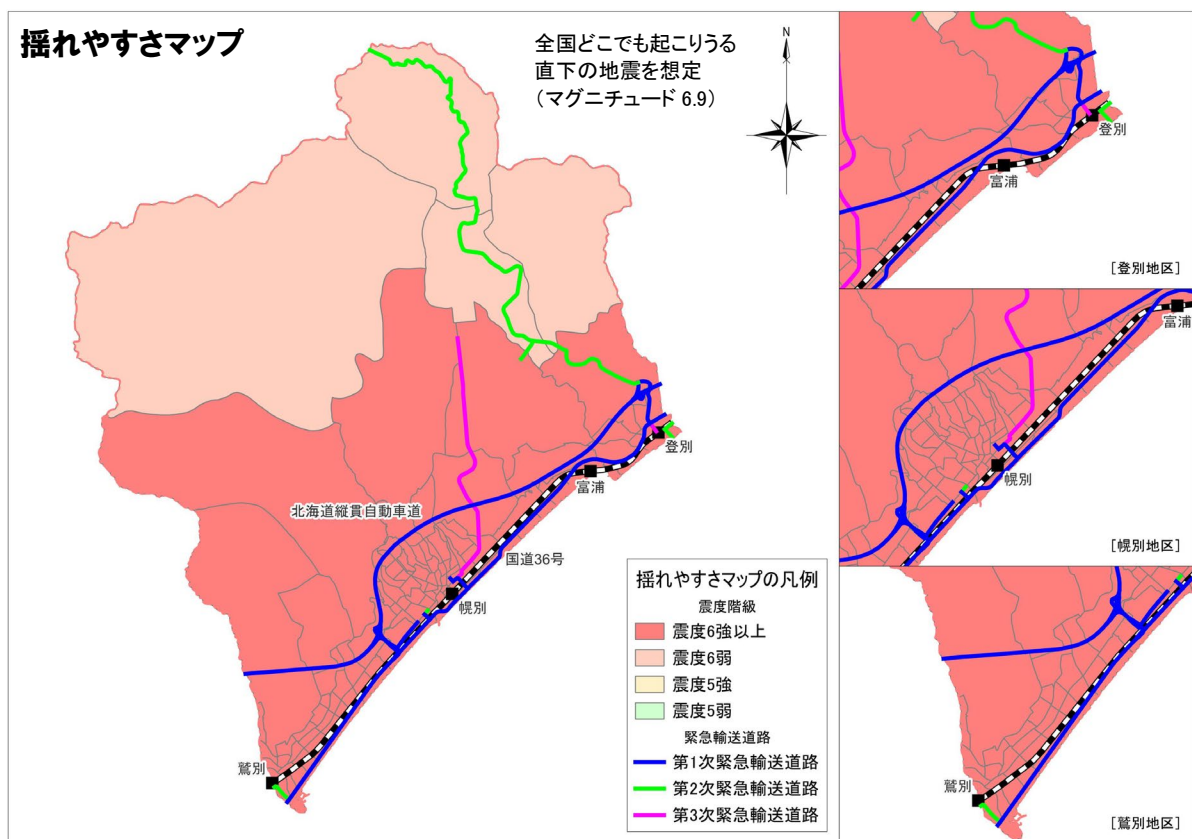 揺れやすさマップ
全国どこでも起こりうる
直下の地震を想定
(マグニチュード 6.9)
N
登別
富浦
北海道縦貫自動車道
国道36号
幌別
鷲別
揺れやすさマップの凡例
震度階級
震度6強以上
震度6弱
震度5強
震度5弱
緊急輸送道路
第1次緊急輸送道路
第2次緊急輸送道路
第3次緊急輸送道路
登別
富浦
[登別地区]
富浦
幌別
[幌別地区]
鷲別
[鷲別地区]